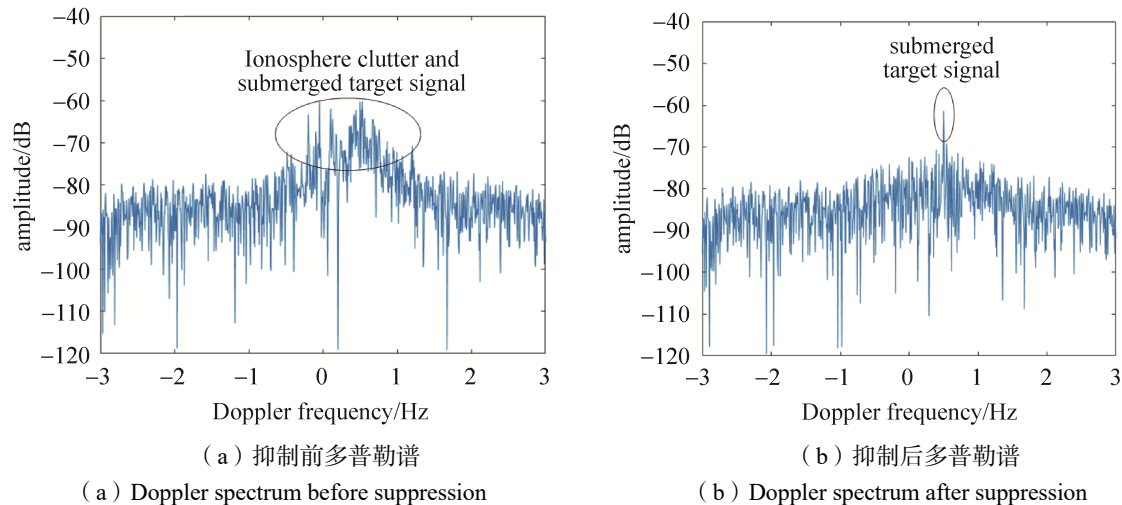 −40
−50
−60
−70
−80
−90
−100
−110
−120
amplitude/dB
Ionosphere clutter and
submerged target signal
−3
−2
−1
0
1
2
3
Doppler frequency/Hz
（a）抑制前多普勒谱
（a）Doppler spectrum before suppression
−40
−50
−60
−70
−80
−90
−100
−110
−120
amplitude/dB
submerged
target signal
−3
−2
−1
0
1
2
3
Doppler frequency/Hz
（b）抑制后多普勒谱
（b）Doppler spectrum after suppression